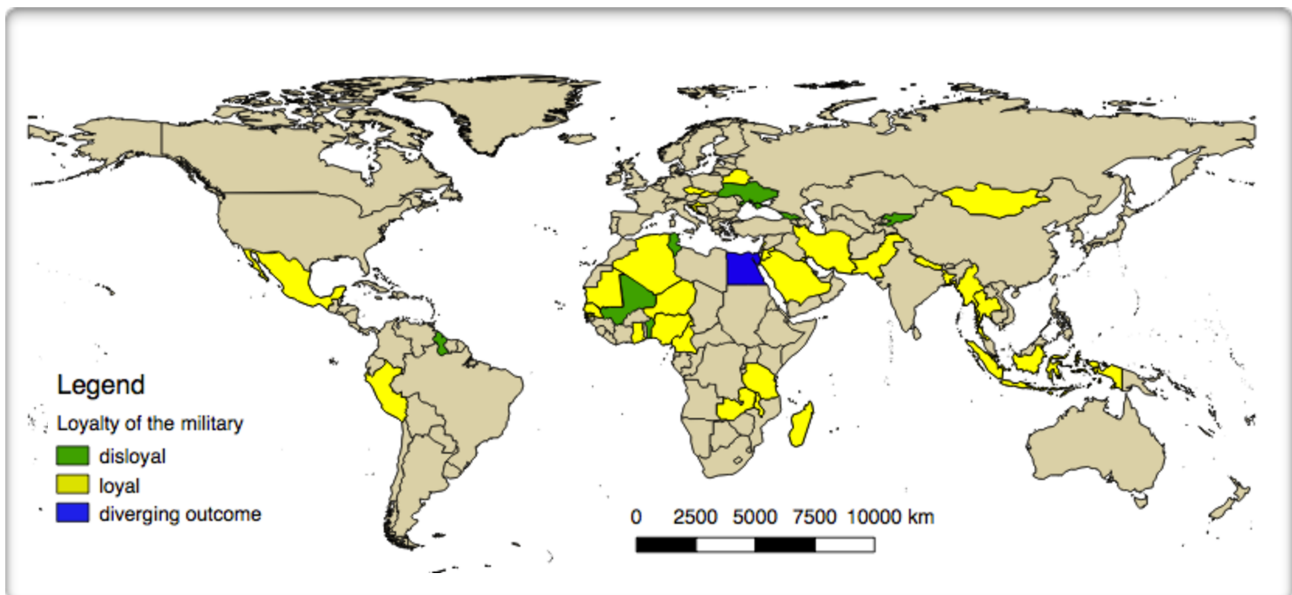 Legend
Loyalty of the military
disloyal
loyal
diverging outcome
0 2500 5000 7500 10000 km